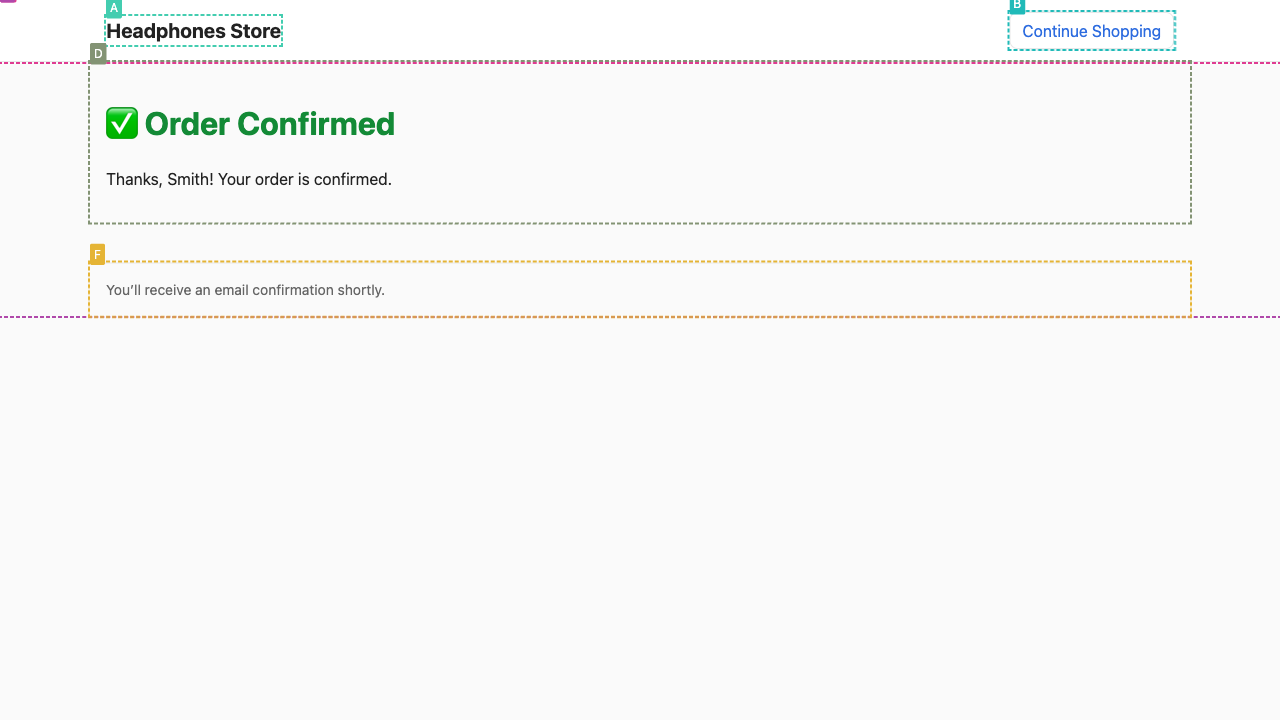 A
Headphones Store
B
Continue Shopping
D
✅ Order Confirmed
Thanks, Smith! Your order is confirmed.
F
You’ll receive an email confirmation shortly.